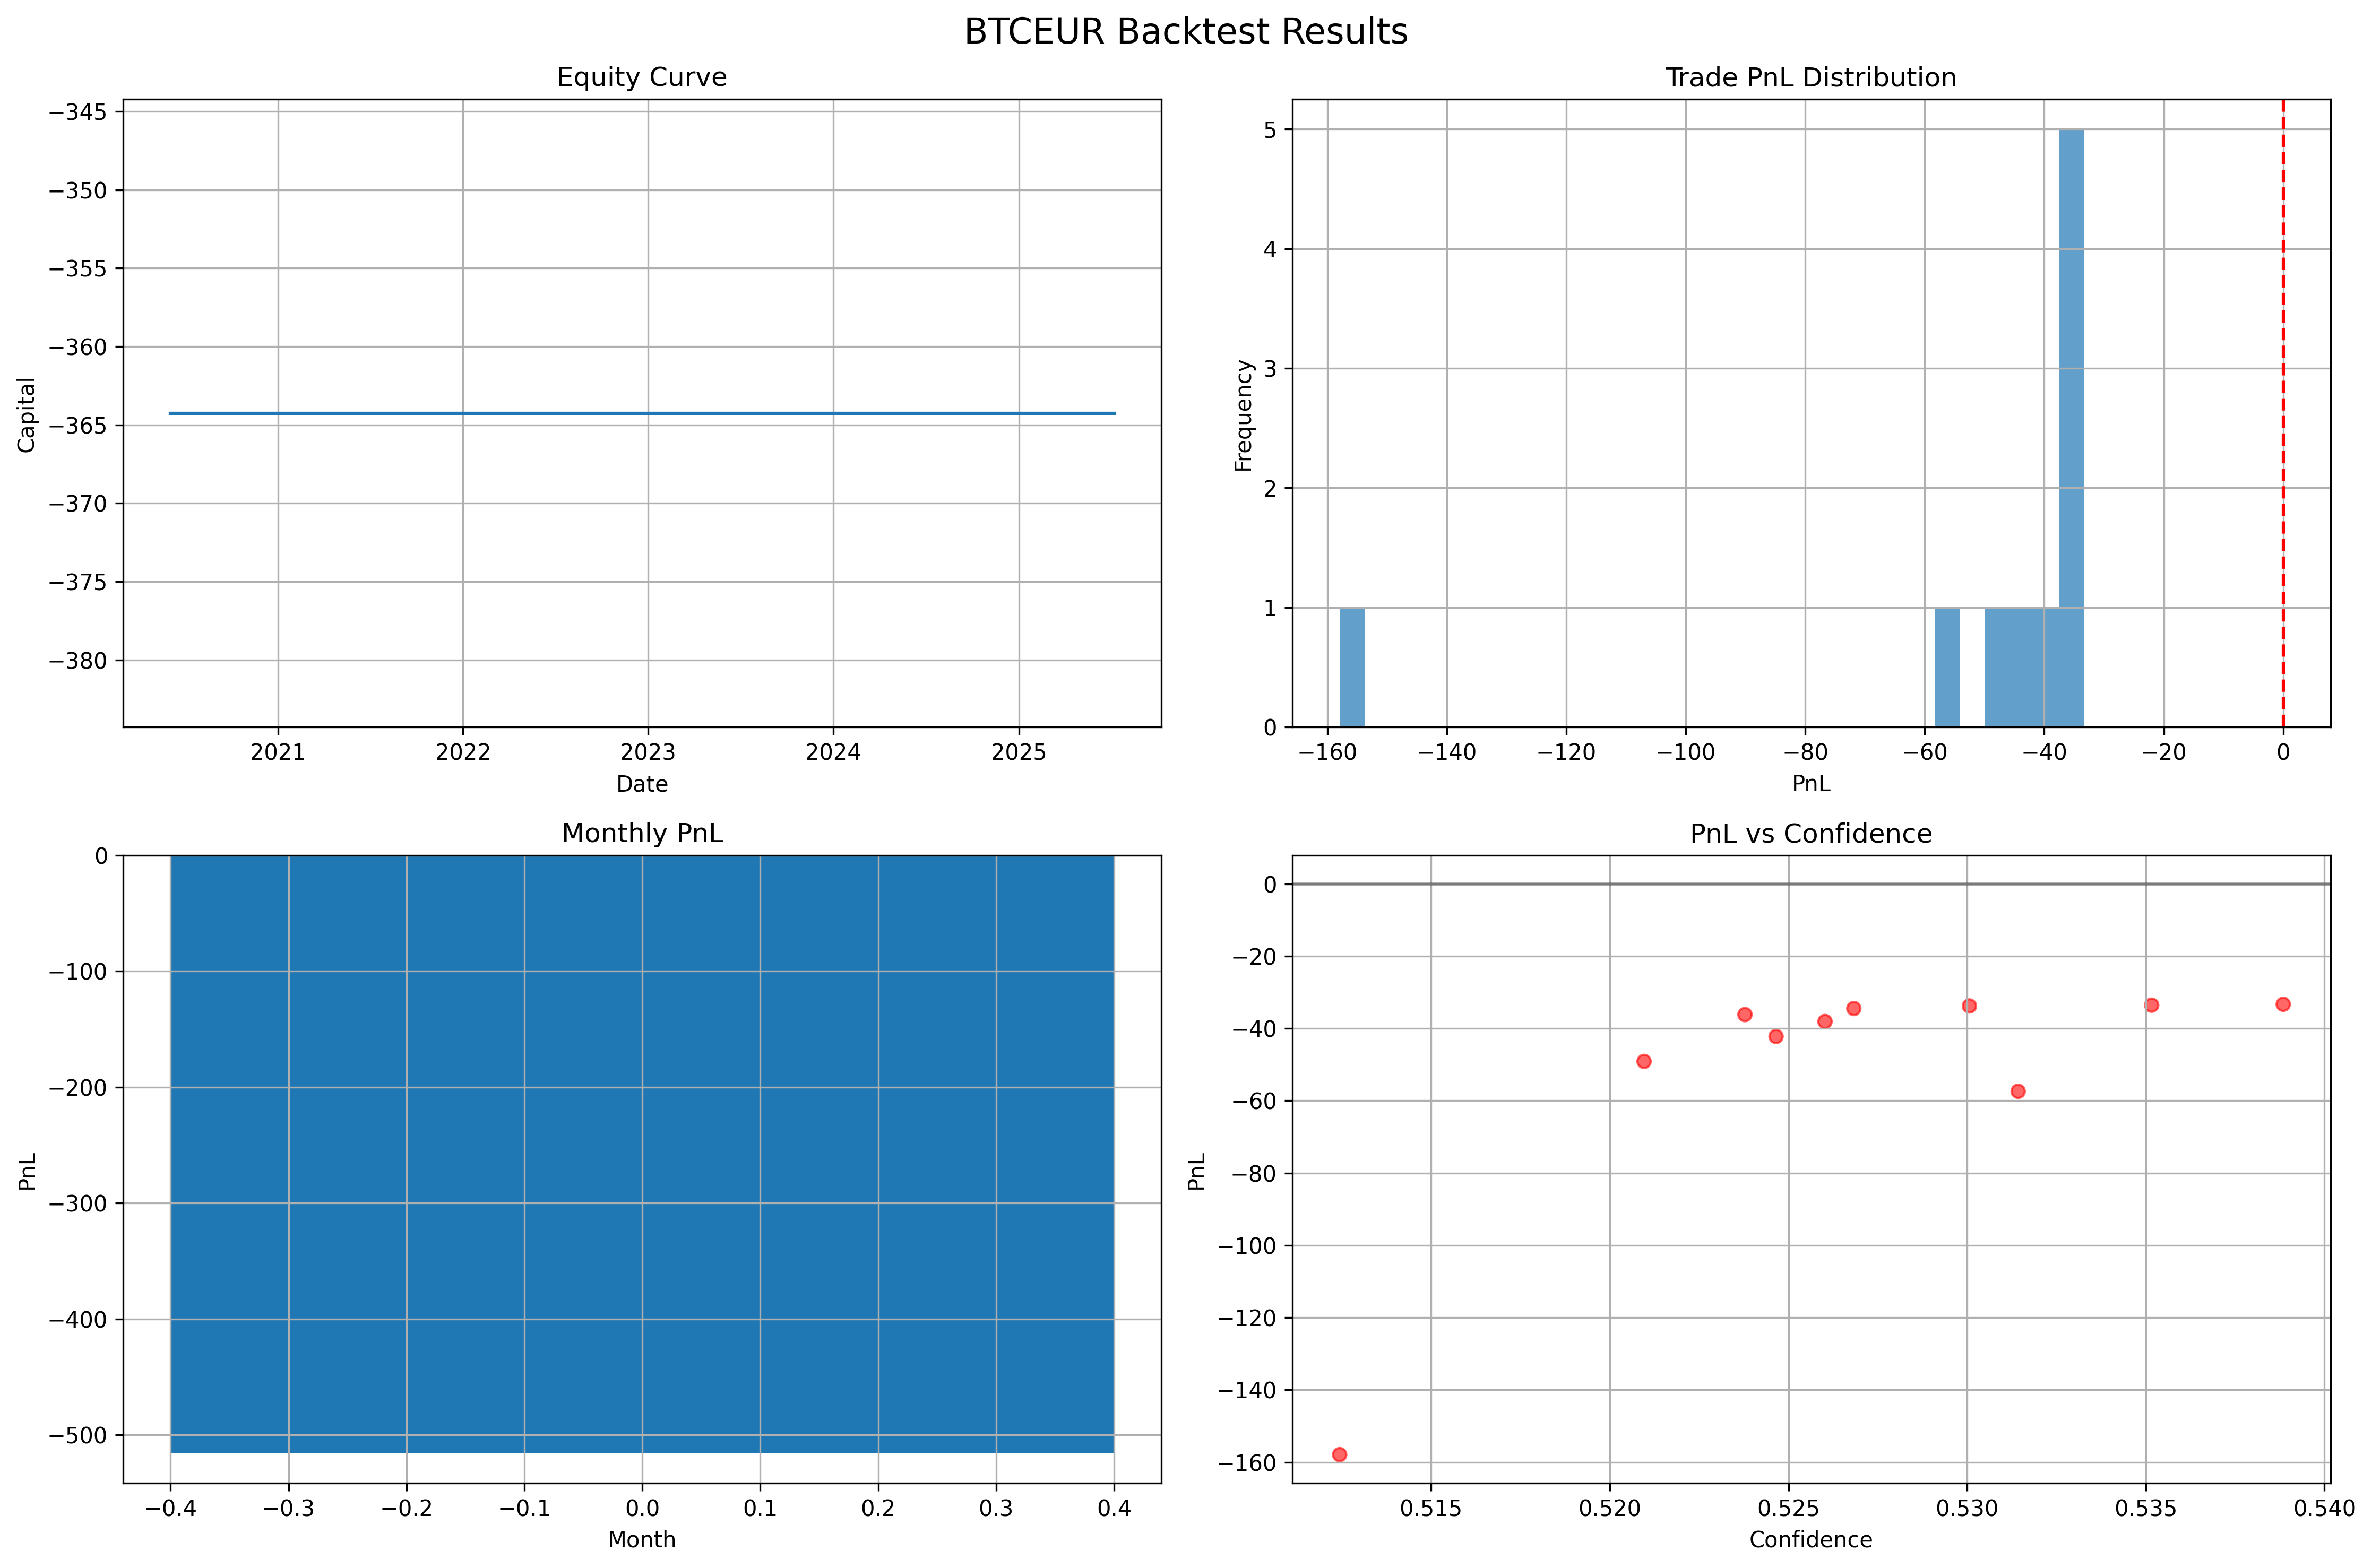 BTCEUR Backtest Results
Equity Curve
Capital
−345
−350
−355
−360
−365
−370
−375
−380
2021 2022 2023 2024 2025
Date
Trade PnL Distribution
Frequency
5
4
3
2
1
0
−160 −140 −120 −100 −80 −60 −40 −20 0
PnL
Monthly PnL
PnL
0
−100
−200
−300
−400
−500
−0.4 −0.3 −0.2 −0.1 0.0 0.1 0.2 0.3 0.4
Month
PnL vs Confidence
PnL
0
−20
−40
−60
−80
−100
−120
−140
−160
0.515 0.520 0.525 0.530 0.535 0.540
Confidence